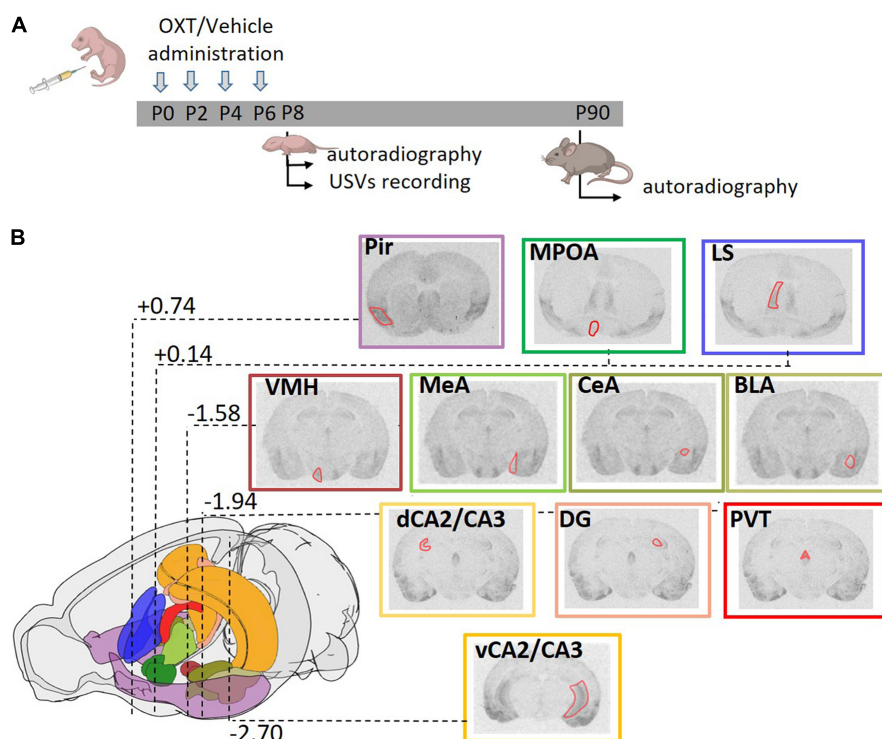 A
OXT/Vehicle
administration
P0 P2 P4 P6 P8 P90
autoradiography
USVs recording
autoradiography
B
Pir MPOA LS
+0.74
+0.14
VMH MeA CeA BLA
-1.58
-1.94
dCA2/CA3 DG PVT
vCA2/CA3
-2.70